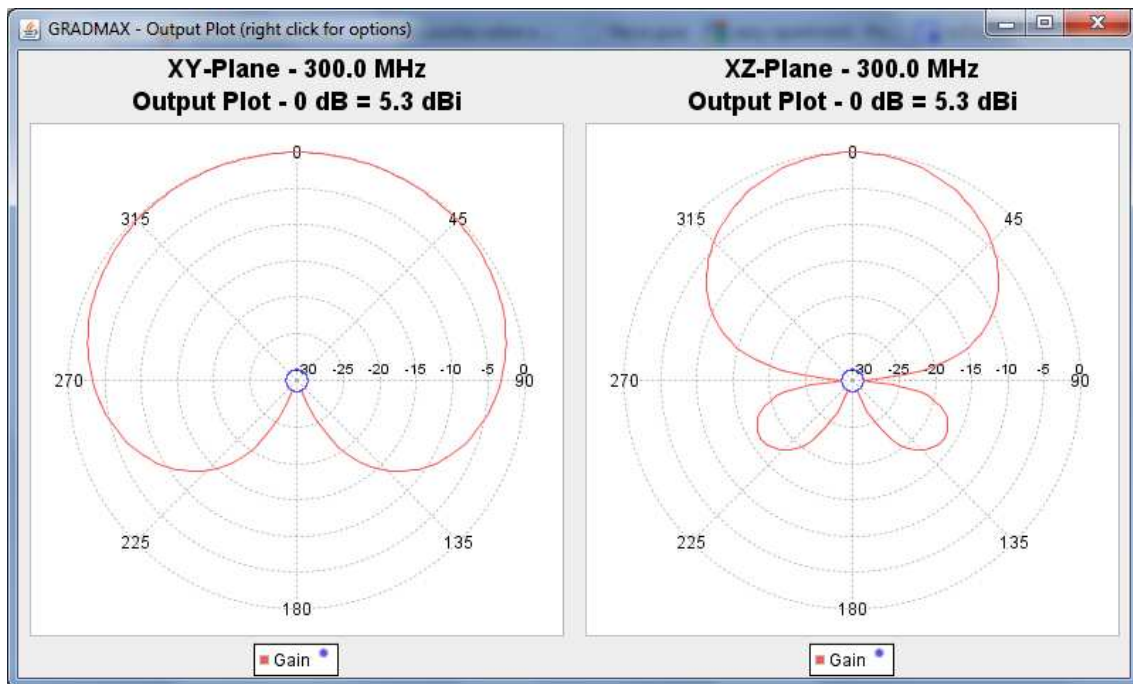 GRADMAX - Output Plot (right click for options)
XY-Plane - 300.0 MHz
Output Plot - 0 dB = 5.3 dBi
0
315
45
270
-30 -25 -20 -15 -10 -5 0
90
225
135
180
Gain
XZ-Plane - 300.0 MHz
Output Plot - 0 dB = 5.3 dBi
0
315
45
270
-30 -25 -20 -15 -10 -5 0
90
225
135
180
Gain